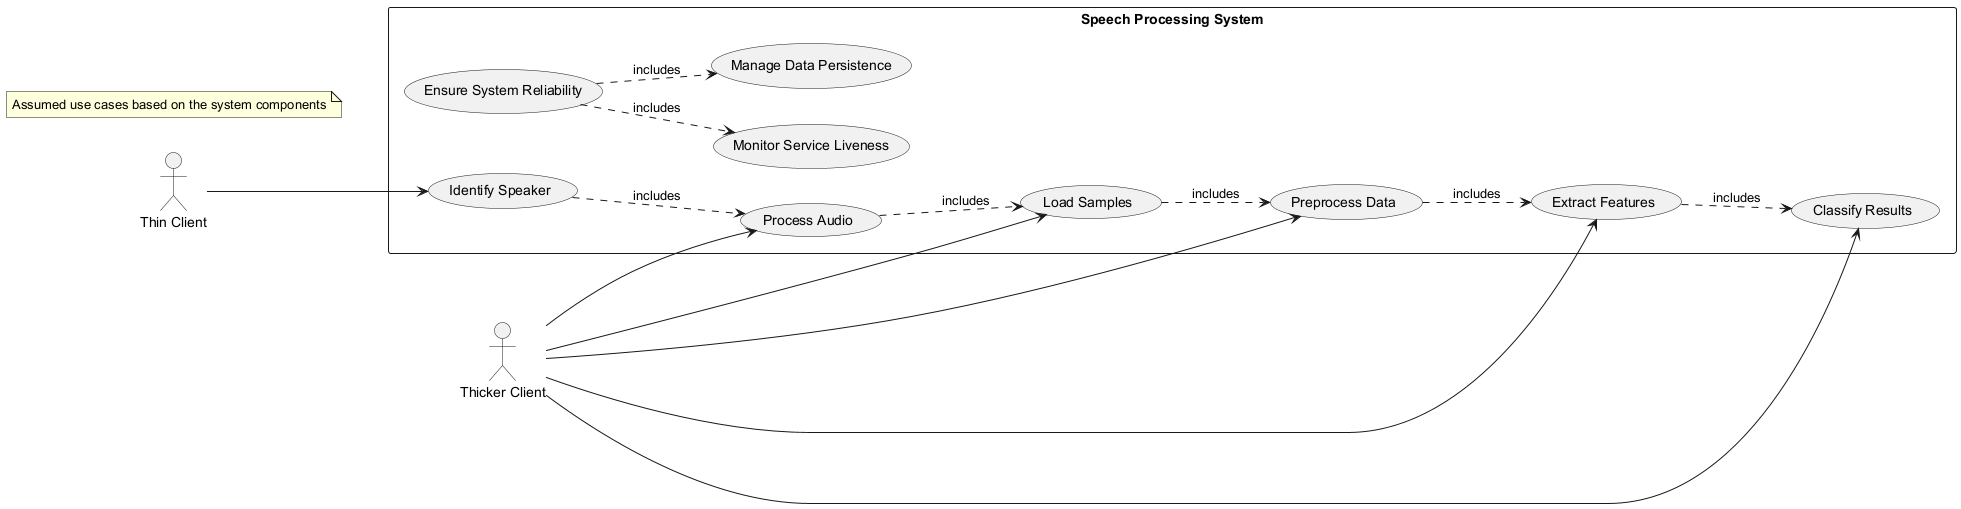 Speech Processing System
Manage Data Persistence
includes
Ensure System Reliability
Assumed use cases based on the system components
includes
Monitor Service Liveness
Identify Speaker
includes
Process Audio
includes
Load Samples
includes
Preprocess Data
includes
Extract Features
includes
Classify Results
Thin Client
Thicker Client